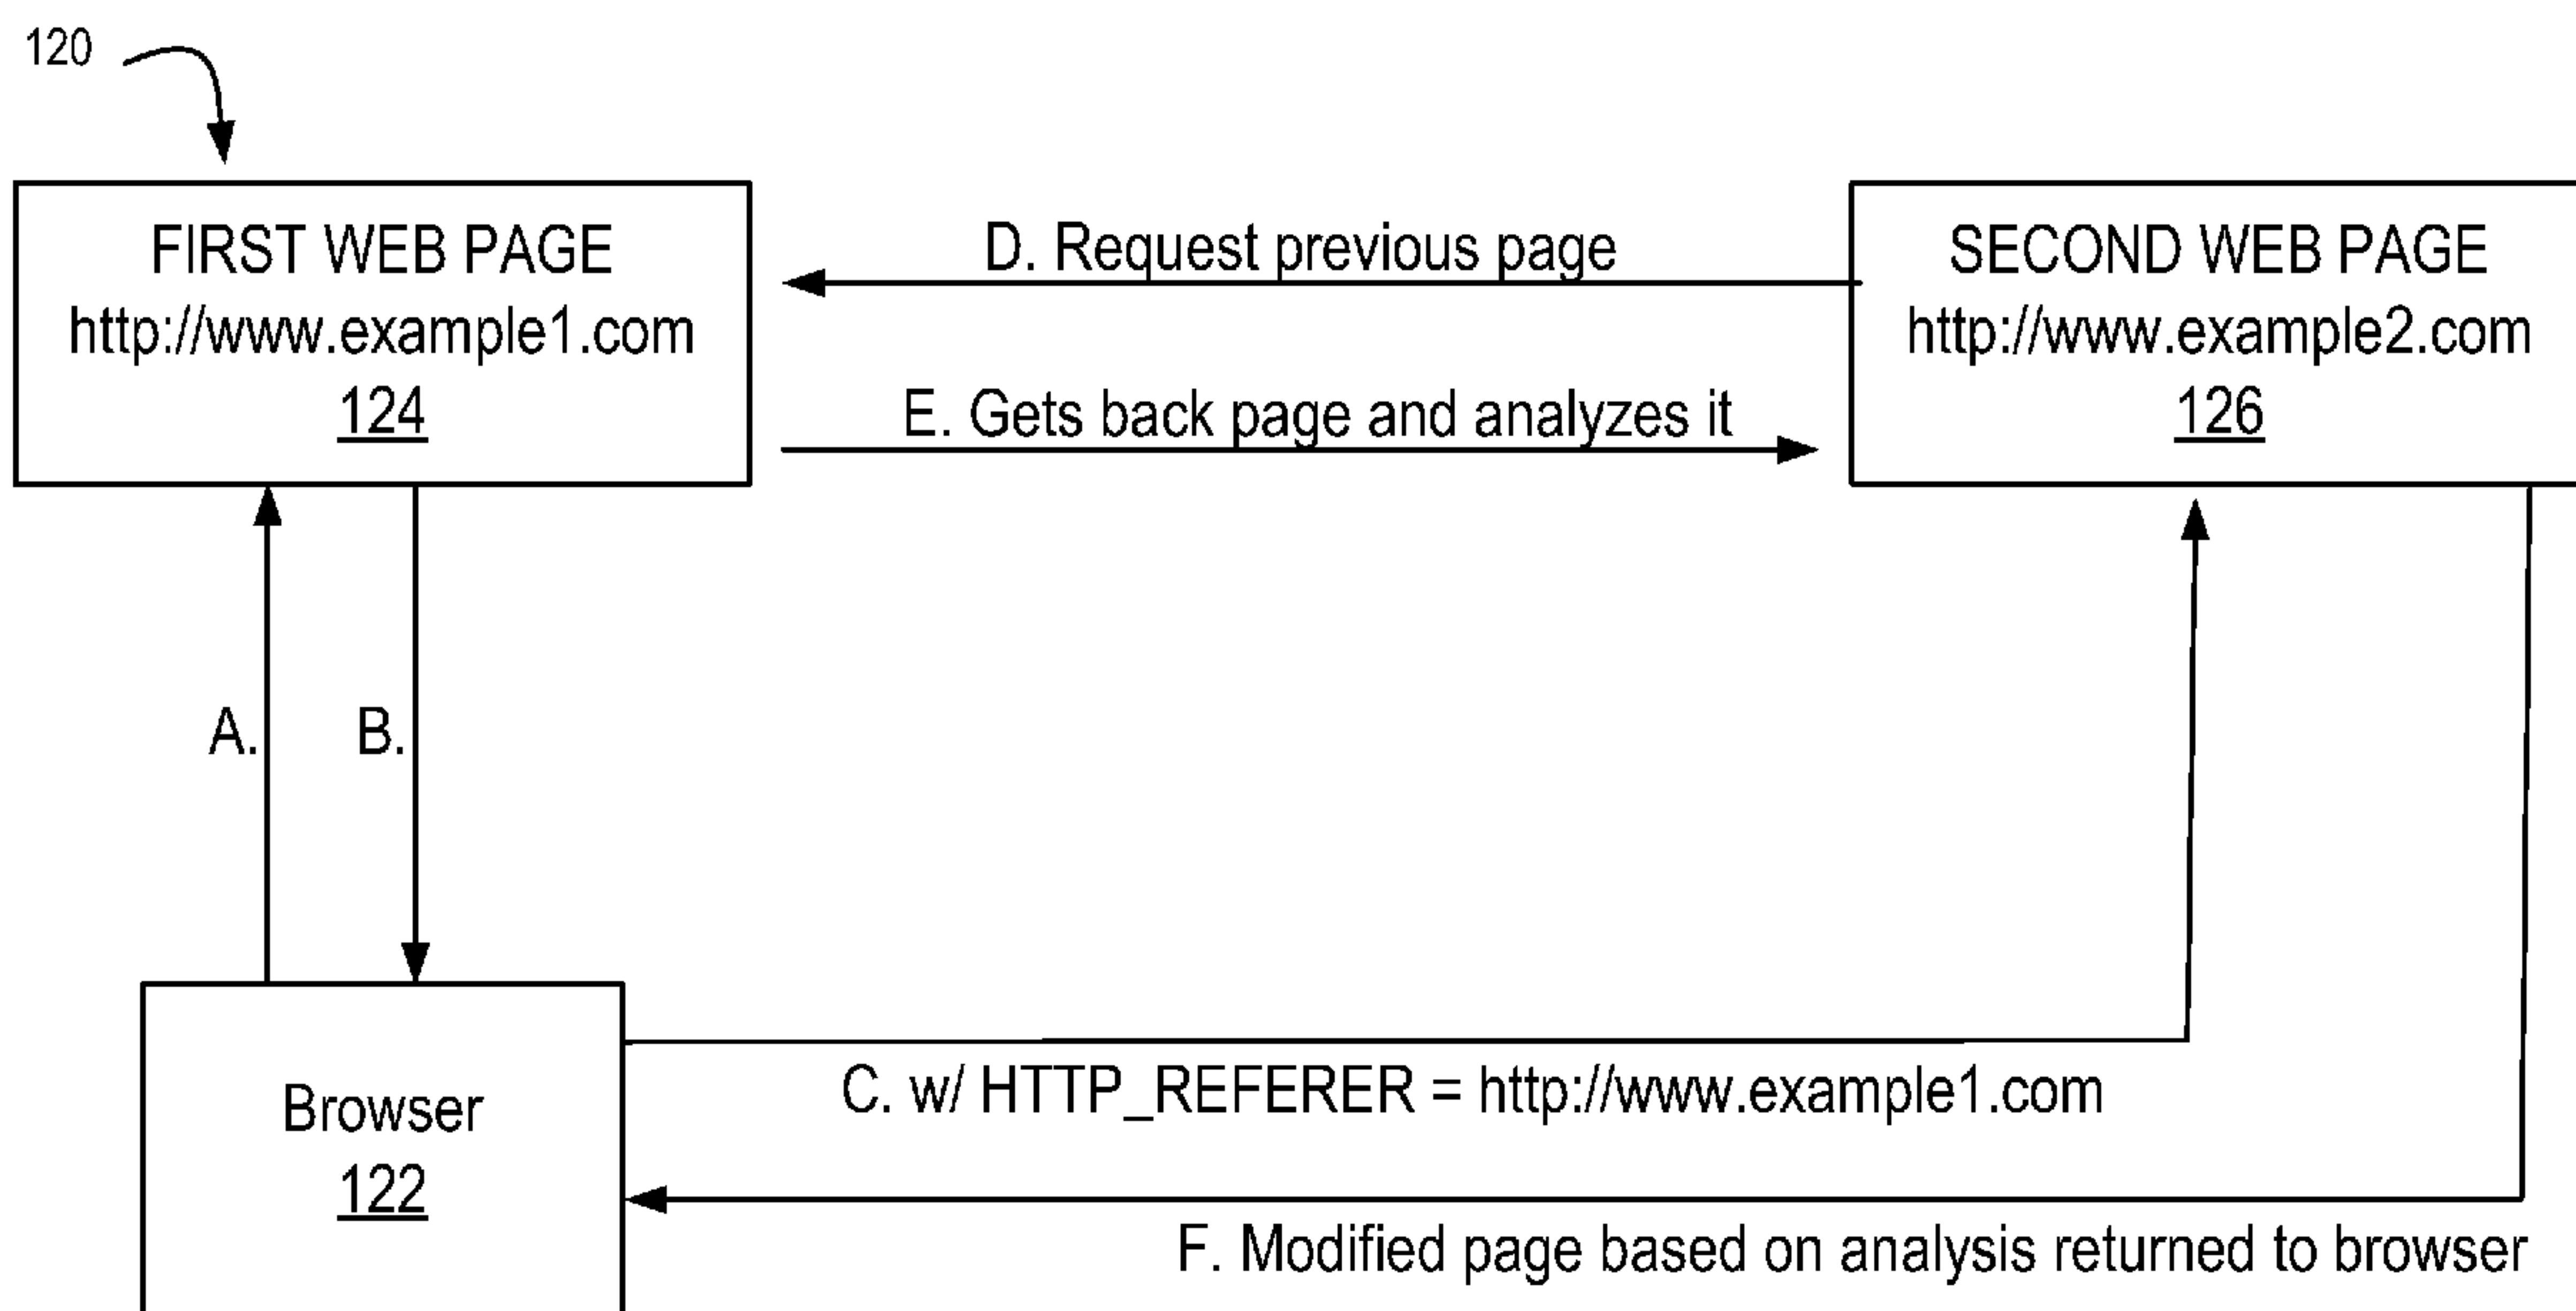 120
FIRST WEB PAGE
http://www.example1.com
124
D. Request previous page
E. Gets back page and analyzes it
SECOND WEB PAGE
http://www.example2.com
126
A.
B.
Browser
122
C. w/ HTTP_REFERER = http://www.example1.com
F. Modified page based on analysis returned to browser